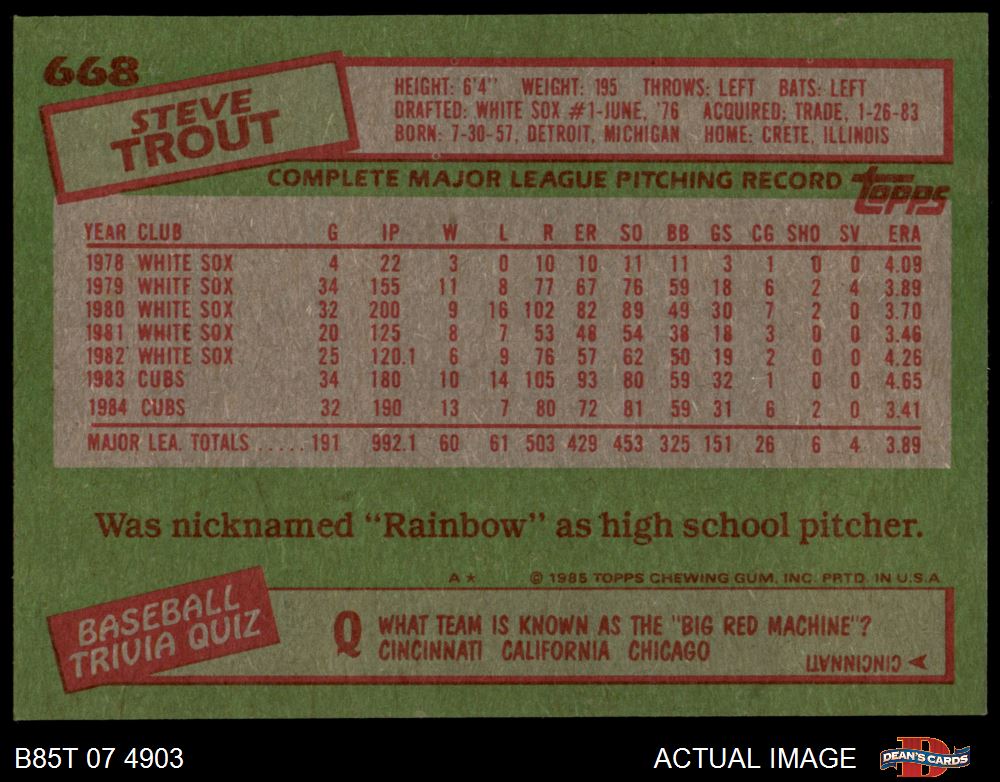 668
STEVE
TROUT
HEIGHT: 6'4" WEIGHT: 195 THROWS: LEFT BATS: LEFT
DRAFTED: WHITE SOX #1-JUNE, '76 ACQUIRED; TRADE, 1-26-83
BORN: 7-30-57, DETROIT, MICHIGAN HOME: CRETE, ILLINOIS
COMPLETE MAJOR LEAGUE PITCHING RECORD
topps
YEAR CLUB G IP W L R ER SO BB GS CG SHO SV ERA
1978 WHITE SOX 4 22 3 0 10 10 11 11 3 1 0 0 4.09
1979 WHITE SOX 34 155 11 8 77 67 76 59 18 6 2 4 3.89
1980 WHITE SOX 32 200 9 16 102 82 89 49 30 7 2 0 3.70
1981 WHITE SOX 20 125 8 7 53 48 54 38 18 3 0 0 3.46
1982 WHITE SOX 25 120.1 6 9 76 57 62 50 19 2 0 0 4.26
1983 CUBS 34 180 10 14 105 93 80 59 32 1 0 0 4.65
1984 CUBS 32 190 13 7 80 72 81 59 31 6 2 0 3.41
MAJOR LEA. TOTALS ..... 191 992.1 60 61 503 429 453 325 151 26 6 4 3.89
Was nicknamed “Rainbow” as high school pitcher.
A* © 1985 TOPPS CHEWING GUM, INC. PRTD. IN U.S.A.
BASEBALL
TRIVIA QUIZ
Q WHAT TEAM IS KNOWN AS THE "BIG RED MACHINE"?
CINCINNATI CALIFORNIA CHICAGO
CINCINNATI
B85T 07 4903
ACTUAL IMAGE
D
DEAN'S CARDS